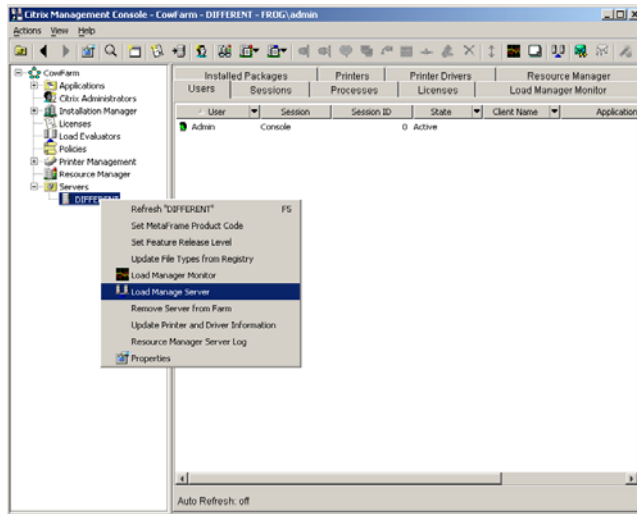 Citrix Management Console - CowFarm - DIFFERENT - FROG\admin
Actions View Help
CowFarm
Applications
Citrix Administrators
Installation Manager
Licenses
Load Evaluators
Policies
Printer Management
Resource Manager
Servers
DIFFERENT
Installed Packages Printers Printer Drivers Resource Manager
Users Sessions Processes Licenses Load Manager Monitor
User Session Session ID State Client Name Application
Admin Console 0 Active
Refresh "DIFFERENT" F5
Set MetaFrame Product Code
Set Feature Release Level
Update File Types from Registry
Load Manager Monitor
Load Manage Server
Remove Server from Farm
Update Printer and Driver Information
Resource Manager Server Log
Properties
Auto Refresh: off